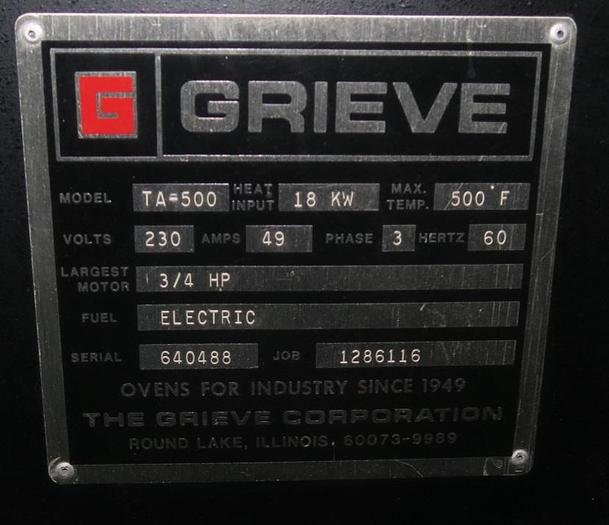 G GRIEVE
MODEL TA-500 HEAT INPUT 18 KW MAX. TEMP. 500 F
VOLTS 230 AMPS 49 PHASE 3 HERTZ 60
LARGEST MOTOR 3/4 HP
FUEL ELECTRIC
SERIAL 640488 JOB 1286116
OVENS FOR INDUSTRY SINCE 1949
THE GRIEVE CORPORATION
ROUND LAKE, ILLINOIS, 60073-9989